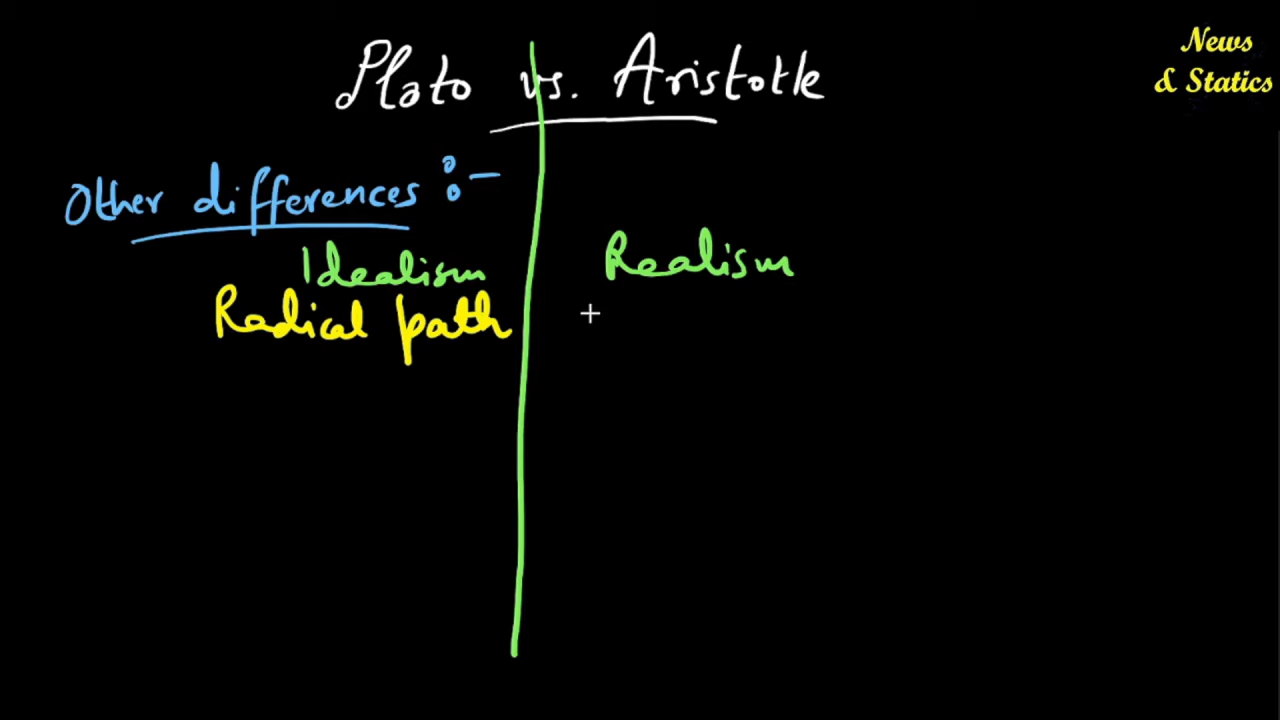 Plato vs. Aristotle
News
& Statics
Other differences :-
Idealism
Realism
Radical path